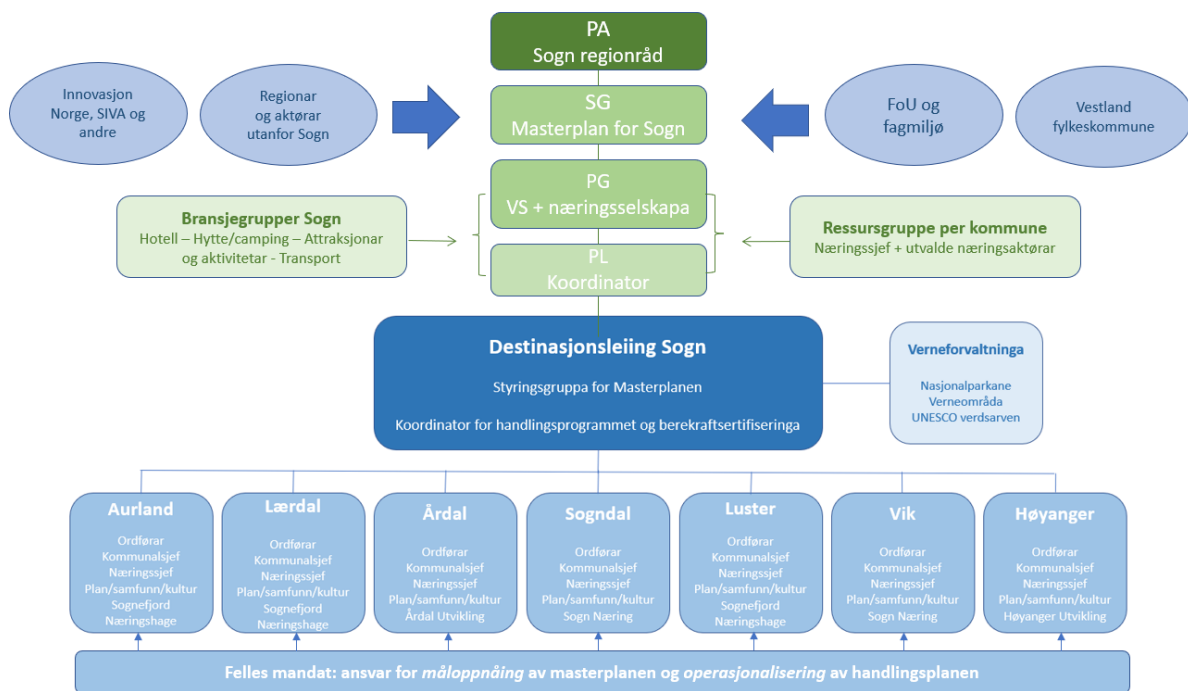 PA
Sogn regionråd
Innovasjon
Norge, SIVA og
andre
Regionar
og aktørar
utanfor Sogn
SG
Masterplan for Sogn
FoU og
fagmiljø
Vestland
fylkeskommune
PG
VS + næringsselskapa
Bransjegrupper Sogn
Hotell – Hytte/camping – Attraksjonar
og aktivitetar - Transport
Ressursgruppe per kommune
Næringssjef + utvalde næringsaktørar
PL
Koordinator
Destinasjonsleiing Sogn
Styringsgruppa for Masterplanen
Koordinator for handlingsprogrammet og berekraftsertifiseringa
Verneforvaltninga
Nasjonalparkane
Verneområda
UNESCO verdsarven
Aurland
Ordførar
Kommunalsjef
Næringssjef
Plan/samfunn/kultur
Sognefjord
Næringshage
Lærdal
Ordførar
Kommunalsjef
Næringssjef
Plan/samfunn/kultur
Sognefjord
Næringshage
Årdal
Ordførar
Kommunalsjef
Næringssjef
Plan/samfunn/kultur
Årdal Utvikling
Sogndal
Ordførar
Kommunalsjef
Næringssjef
Plan/samfunn/kultur
Sogn Næring
Luster
Ordførar
Kommunalsjef
Næringssjef
Plan/samfunn/kultur
Sognefjord
Næringshage
Vik
Ordførar
Kommunalsjef
Næringssjef
Plan/samfunn/kultur
Sogn Næring
Høyanger
Ordførar
Kommunalsjef
Næringssjef
Plan/samfunn/kultur
Høyanger Utvikling
Felles mandat: ansvar for måloppnåing av masterplanen og operasjonalisering av handlingsplanen